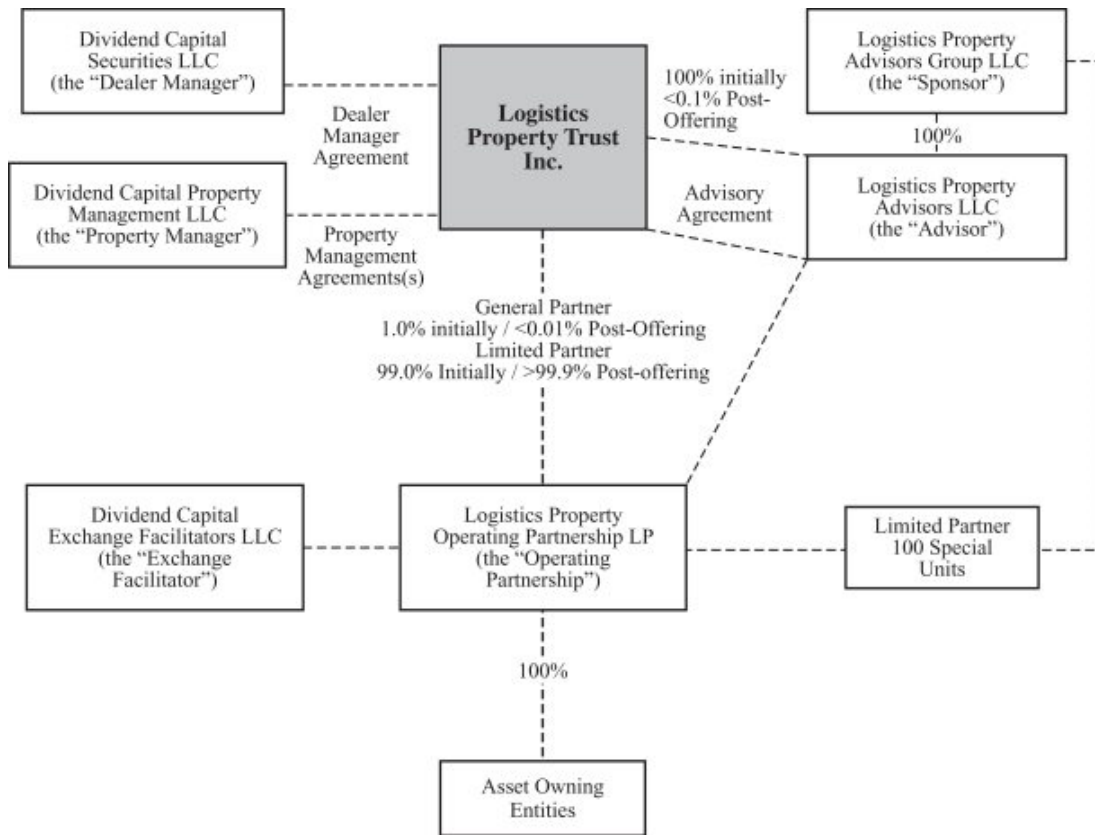 Dividend Capital
Securities LLC
(the “Dealer Manager”)
Dealer
Manager
Agreement
Logistics
Property Trust
Inc.
100% initially
<0.1% Post-
Offering
Logistics Property
Advisors Group LLC
(the “Sponsor”)
100%
Dividend Capital Property
Management LLC
(the “Property Manager”)
Property
Management
Agreements(s)
Advisory
Agreement
Logistics Property
Advisors LLC
(the “Advisor”)
General Partner
1.0% initially / <0.01% Post-Offering
Limited Partner
99.0% Initially / >99.9% Post-offering
Dividend Capital
Exchange Facilitators LLC
(the “Exchange
Facilitator”)
Logistics Property
Operating Partnership LP
(the “Operating
Partnership”)
Limited Partner
100 Special
Units
100%
Asset Owning
Entities